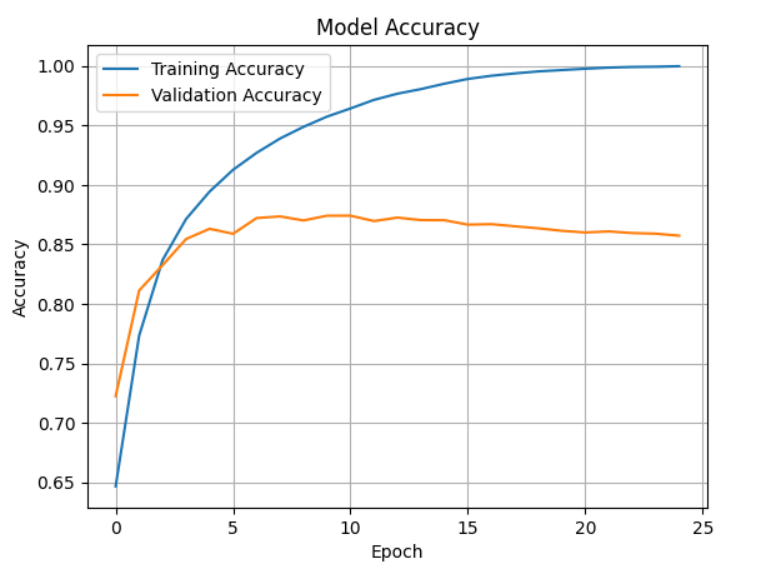 Model Accuracy
1.00
0.95
0.90
0.85
0.80
0.75
0.70
0.65
Accuracy
Training Accuracy
Validation Accuracy
0 5 10 15 20 25
Epoch